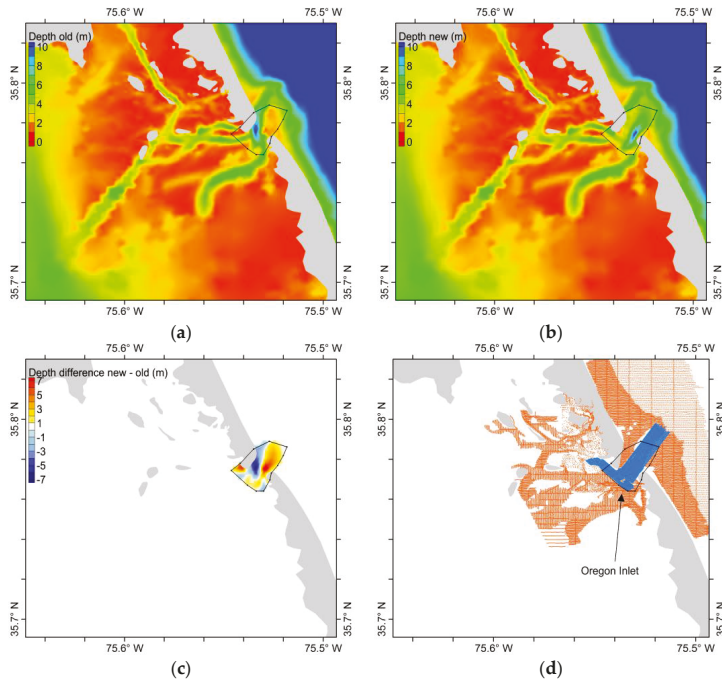 75.6° W 75.5° W 75.6° W 75.5° W
Depth old (m) Depth new (m)
10 10
8 8
6 6
4 4
2 2
0 0
35.8° N 35.8° N
35.7° N 35.7° N
75.6° W 75.5° W 75.6° W 75.5° W
(a) (b)
75.6° W 75.5° W 75.6° W 75.5° W
Depth difference new - old (m)
7
5
3
1
-1
-3
-5
-7
35.8° N 35.8° N
Oregon Inlet
35.7° N 35.7° N
75.6° W 75.5° W 75.6° W 75.5° W
(c) (d)